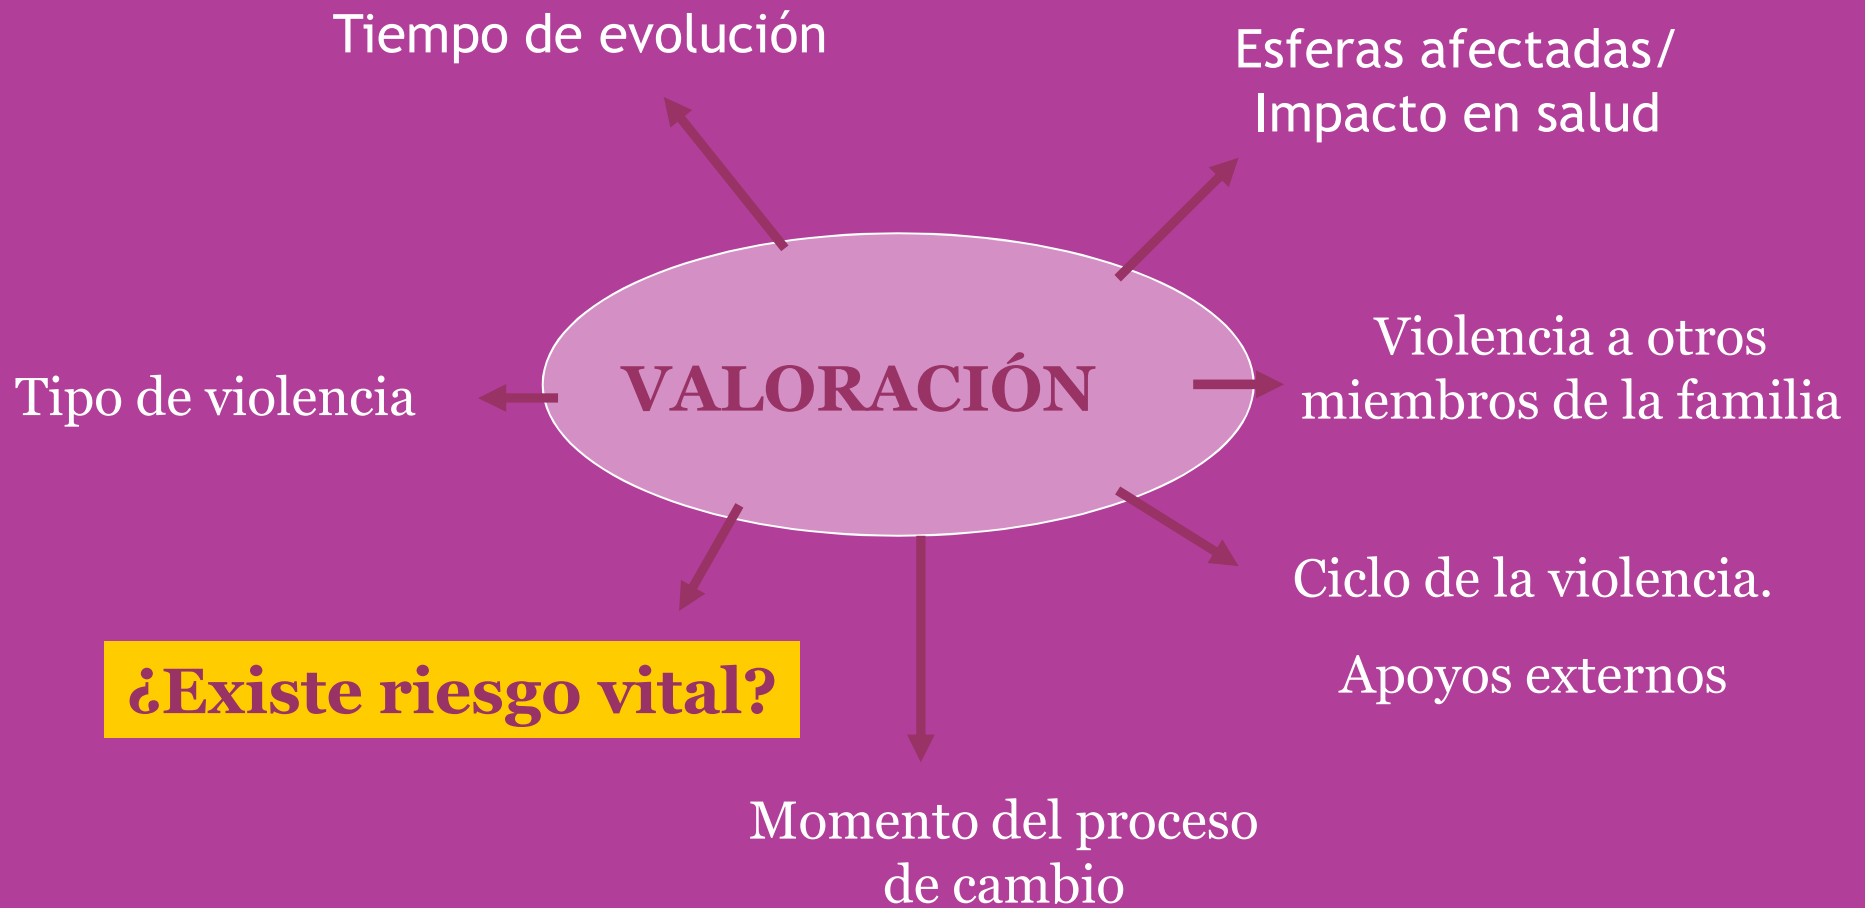 Tiempo de evolución
Esferas afectadas/
Impacto en salud
Violencia a otros
miembros de la familia
VALORACIÓN
Tipo de violencia
Ciclo de la violencia.
Apoyos externos
¿Existe riesgo vital?
Momento del proceso
de cambio